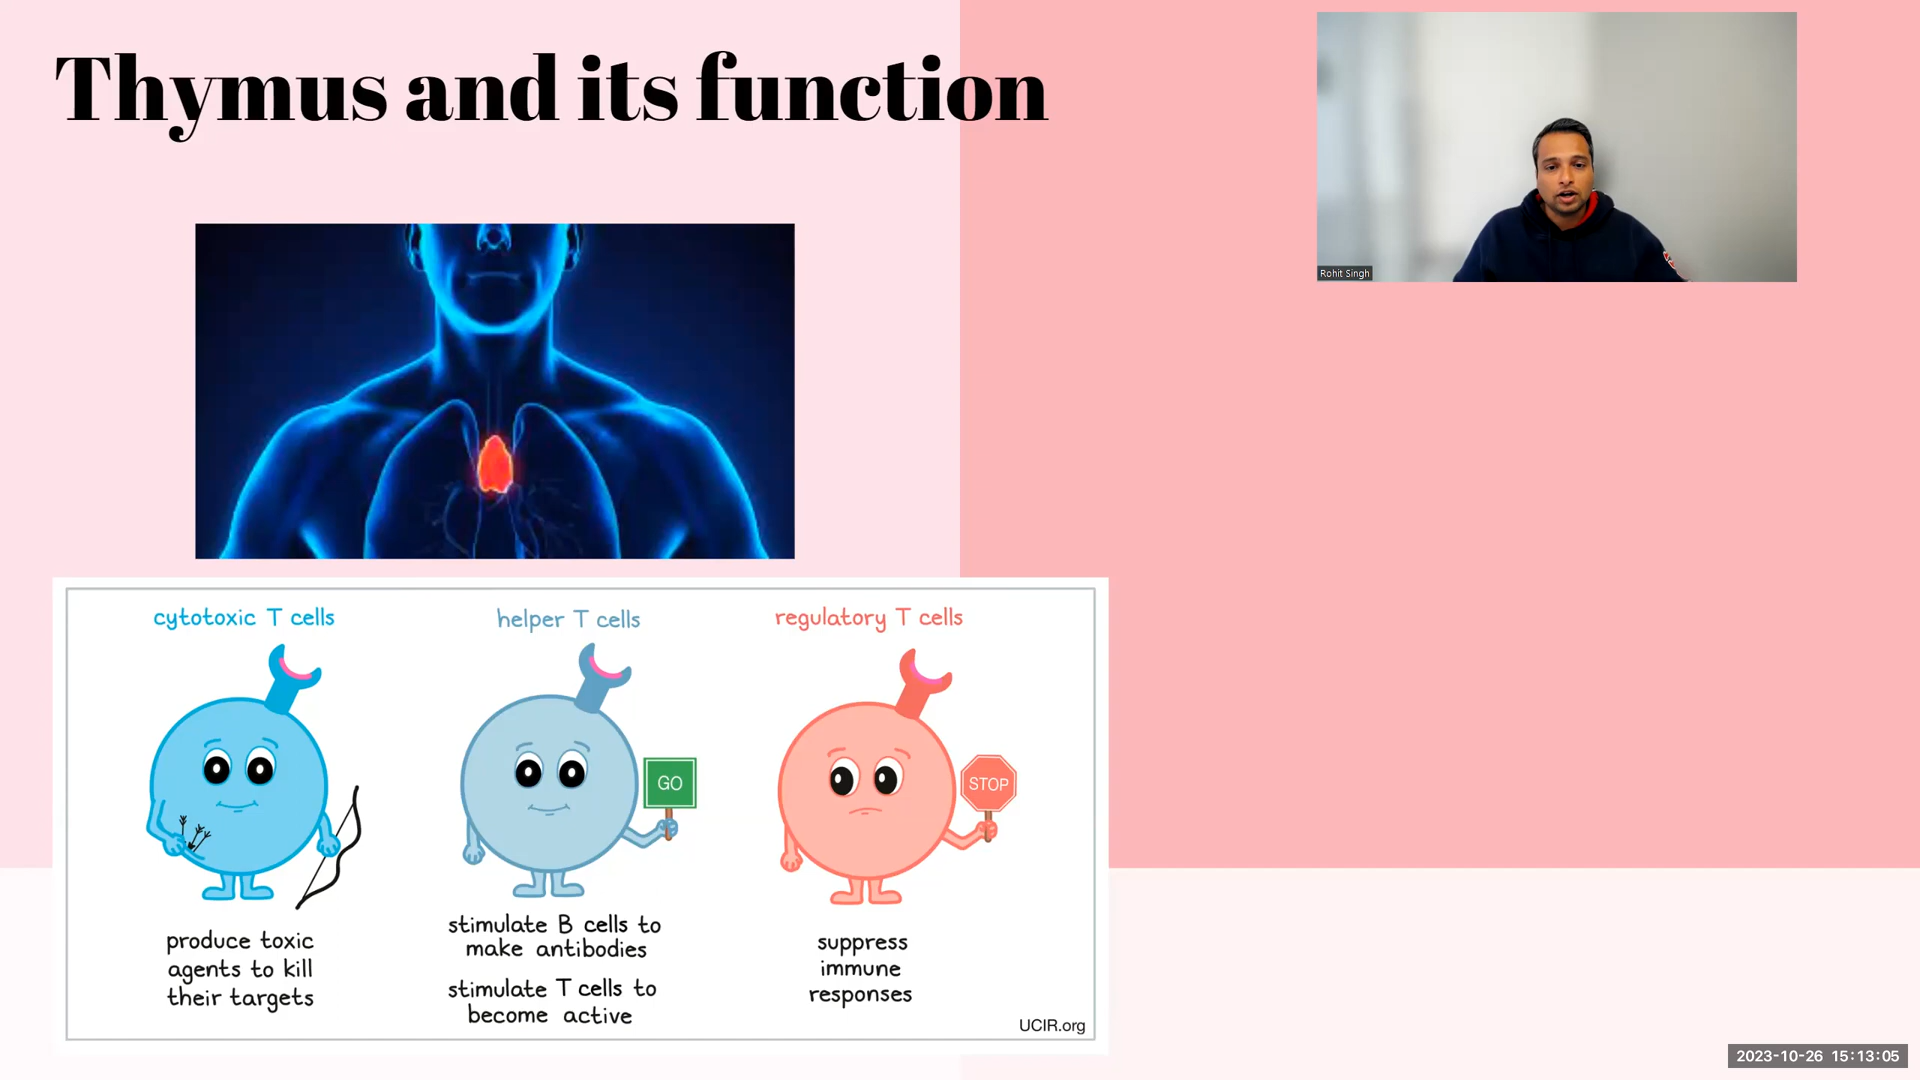 Thymus and its function
Rohit Singh
cytotoxic T cells
helper T cells
regulatory T cells
GO
STOP
produce toxic
agents to kill
their targets
stimulate B cells to
make antibodies
stimulate T cells to
become active
suppress
immune
responses
UCIR.org
2023-10-26 15:13:05